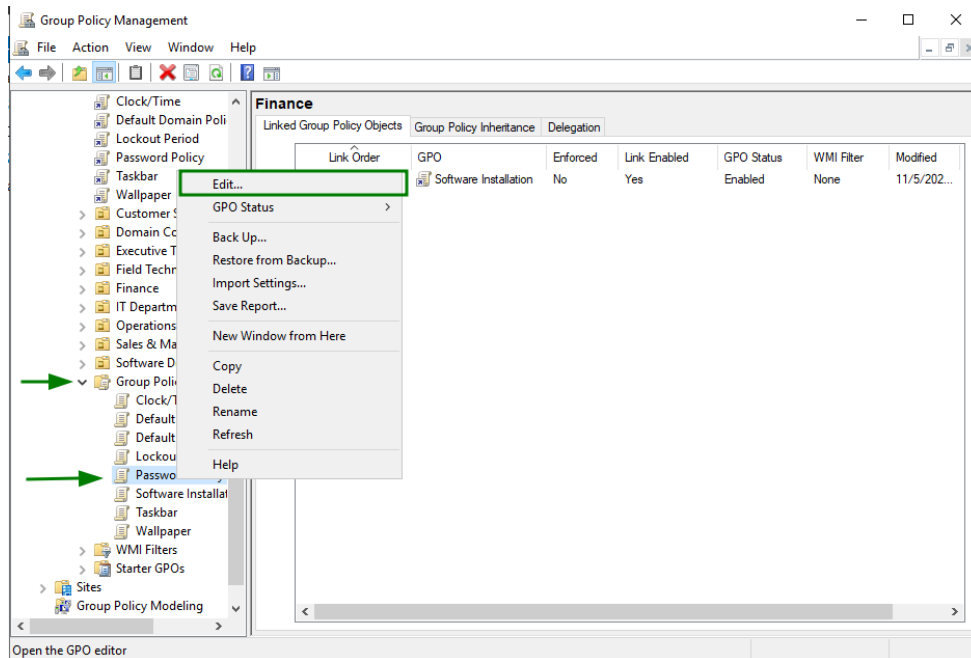 Group Policy Management
File Action View Window Help
Clock/Time
Default Domain Poli
Lockout Period
Password Policy
Taskbar
Wallpaper
Customer S
Domain Co
Executive T
Field Techn
Finance
IT Departm
Operations
Sales & Ma
Software D
Group Poli
Clock/T
Default
Default
Lockou
Passwo
Software Installat
Taskbar
Wallpaper
WMI Filters
Starter GPOs
Sites
Group Policy Modeling
Edit...
GPO Status
Back Up...
Restore from Backup...
Import Settings...
Save Report...
New Window from Here
Copy
Delete
Rename
Refresh
Help
Finance
Linked Group Policy Objects Group Policy Inheritance Delegation
Link Order GPO Enforced Link Enabled GPO Status WMI Filter Modified
Software Installation No Yes Enabled None 11/5/202...
Open the GPO editor